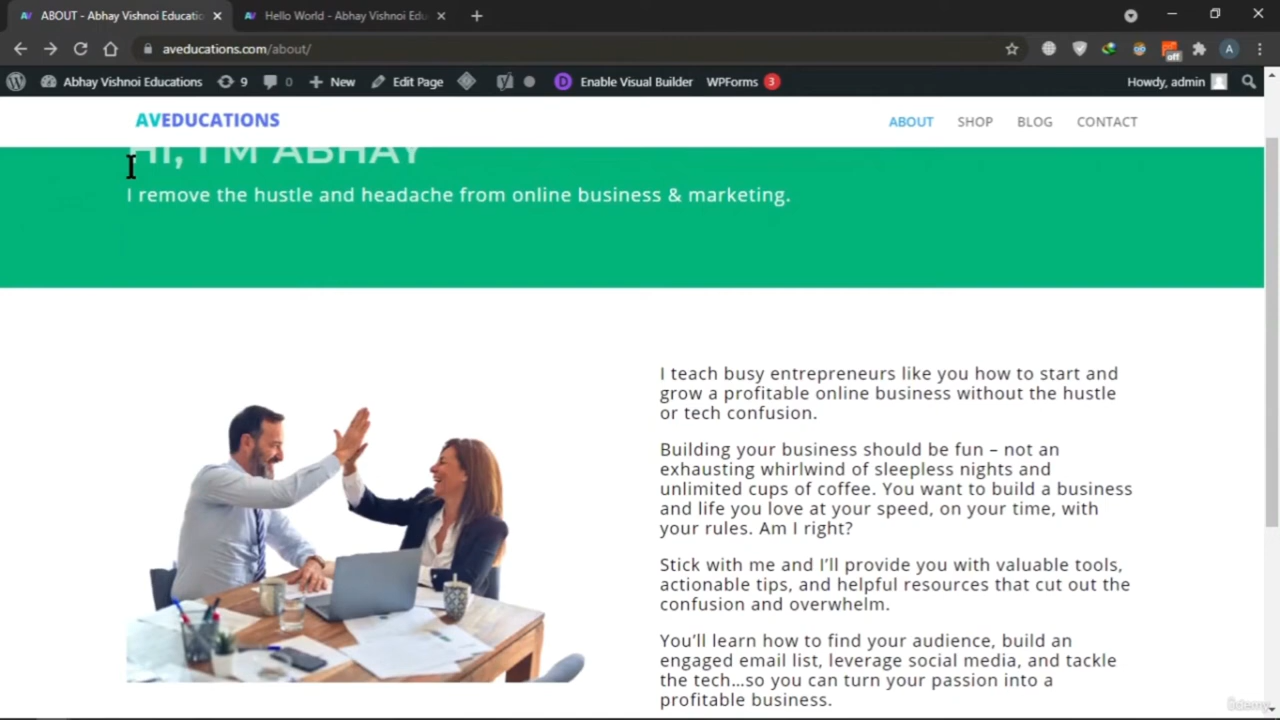 ABOUT - Abhay Vishnoi Educatio
Hello World - Abhay Vishnoi Edu
aveducations.com/about/
A
off
Abhay Vishnoi Educations
9
0
New
Edit Page
D
Enable Visual Builder
WPForms
3
Howdy, admin
AVEDUCATIONS
ABOUT
SHOP
BLOG
CONTACT
HI, I'M ABHAY
I remove the hustle and headache from online business & marketing.
I teach busy entrepreneurs like you how to start and
grow a profitable online business without the hustle
or tech confusion.
Building your business should be fun – not an
exhausting whirlwind of sleepless nights and
unlimited cups of coffee. You want to build a business
and life you love at your speed, on your time, with
your rules. Am I right?
Stick with me and I'll provide you with valuable tools,
actionable tips, and helpful resources that cut out the
confusion and overwhelm.
You'll learn how to find your audience, build an
engaged email list, leverage social media, and tackle
the tech...so you can turn your passion into a
profitable business.
ûdemy